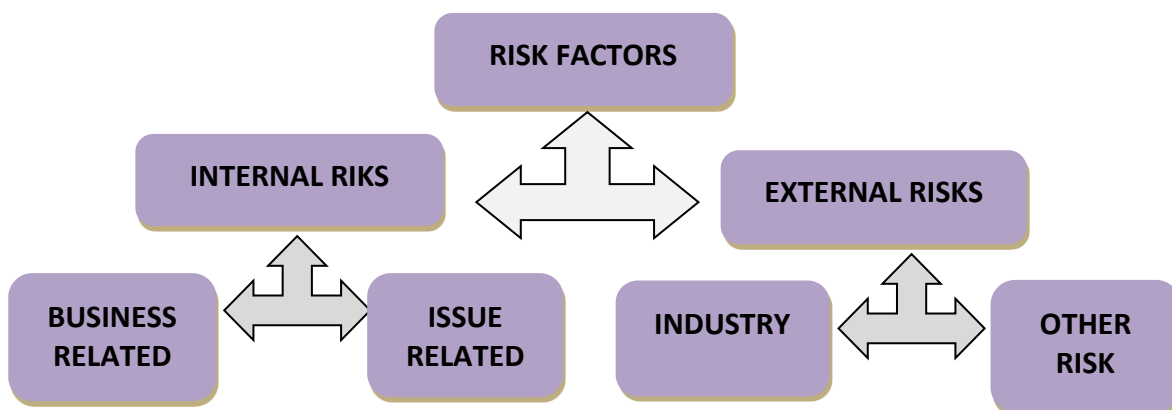 RISK FACTORS
INTERNAL RIKS
EXTERNAL RISKS
BUSINESS
RELATED
ISSUE
RELATED
INDUSTRY
OTHER
RISK